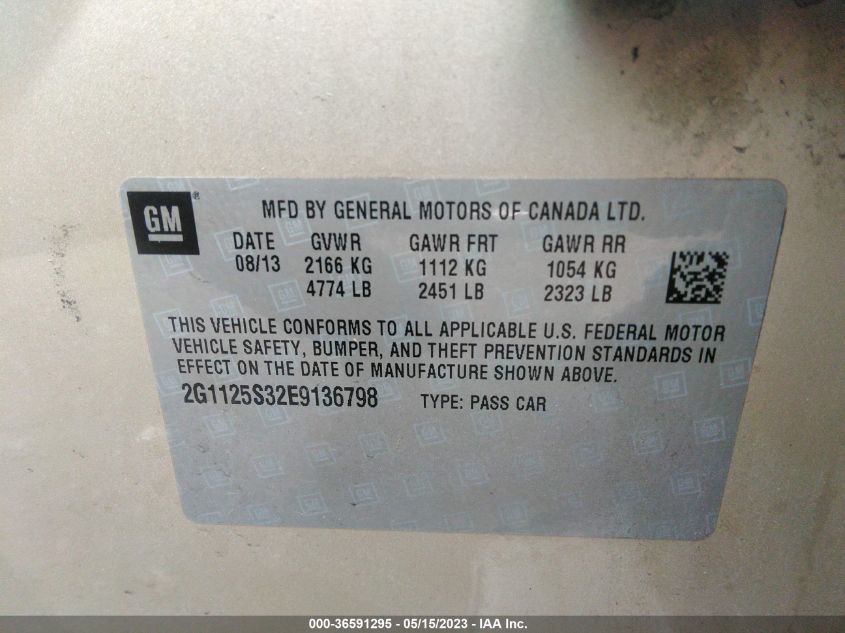 GM®
MFD BY GENERAL MOTORS OF CANADA LTD.
DATE GVWR GAWR FRT GAWR RR
08/13 2166 KG 1112 KG 1054 KG
4774 LB 2451 LB 2323 LB
THIS VEHICLE CONFORMS TO ALL APPLICABLE U.S. FEDERAL MOTOR
VEHICLE SAFETY, BUMPER, AND THEFT PREVENTION STANDARDS IN
EFFECT ON THE DATE OF MANUFACTURE SHOWN ABOVE.
2G1125S32E9136798 TYPE: PASS CAR
000-36591295 - 05/15/2023 - IAA Inc.